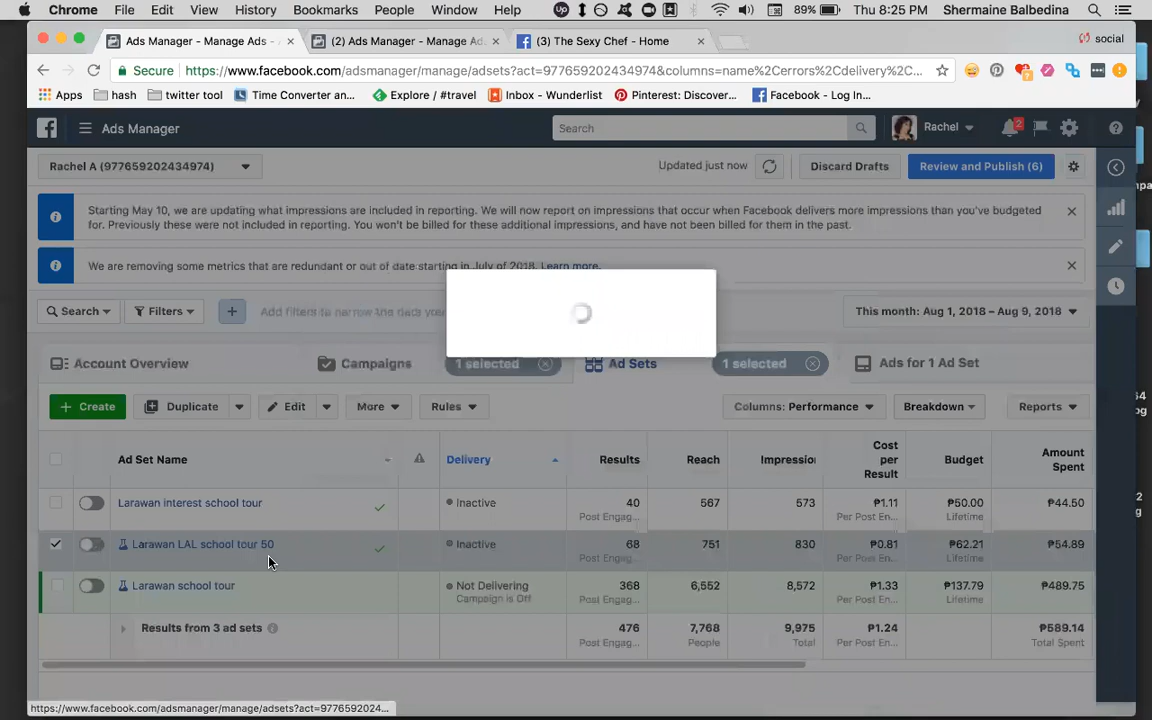 Chrome File Edit View History Bookmarks People Window Help 89% Thu 8:25 PM Shermaine Balbedina
Ads Manager - Manage Ads - (2) Ads Manager - Manage Ad (3) The Sexy Chef - Home social
Secure https://www.facebook.com/adsmanager/manage/adsets?act=977659202434974&columns=name%2Cerrors%2Cdelivery%2C...
Apps hash twitter tool Time Converter an... Explore / #travel Inbox - Wunderlist Pinterest: Discover... Facebook - Log In...
Ads Manager Search Rachel 2
Rachel A (977659202434974) Updated just now Discard Drafts Review and Publish (6)
Starting May 10, we are updating what impressions are included in reporting. We will now report on impressions that occur when Facebook delivers more impressions than you've budgeted
for. Previously these were not included in reporting. You won't be billed for these additional impressions, and have not been billed for them in the past.
We are removing some metrics that are redundant or out of date starting in July of 2018. Learn more.
Search Filters + Add filters to narrow the data you This month: Aug 1, 2018 – Aug 9, 2018
Account Overview Campaigns 1 selected Ad Sets 1 selected Ads for 1 Ad Set
+ Create Duplicate Edit More Rules Columns: Performance Breakdown Reports
Ad Set Name Delivery Results Reach Impressio Cost per Result Budget Amount Spent
Larawan interest school tour Inactive 40 567 573 ₱1.11 ₱50.00 ₱44.50
Post Engag... Per Post En... Lifetime
Larawan LAL school tour 50 Inactive 68 751 830 ₱0.81 ₱62.21 ₱54.89
Post Engag... Per Post En... Lifetime
Larawan school tour Not Delivering 368 6,552 8,572 ₱1.33 ₱137.79 ₱489.75
Campaign is Off Post Engag... Per Post En... Lifetime
Results from 3 ad sets 476 7,768 9,975 ₱1.24 ₱589.14
Post Engag... People Total Per Post En... Total Spent
https://www.facebook.com/adsmanager/manage/adsets?act=9776592024...